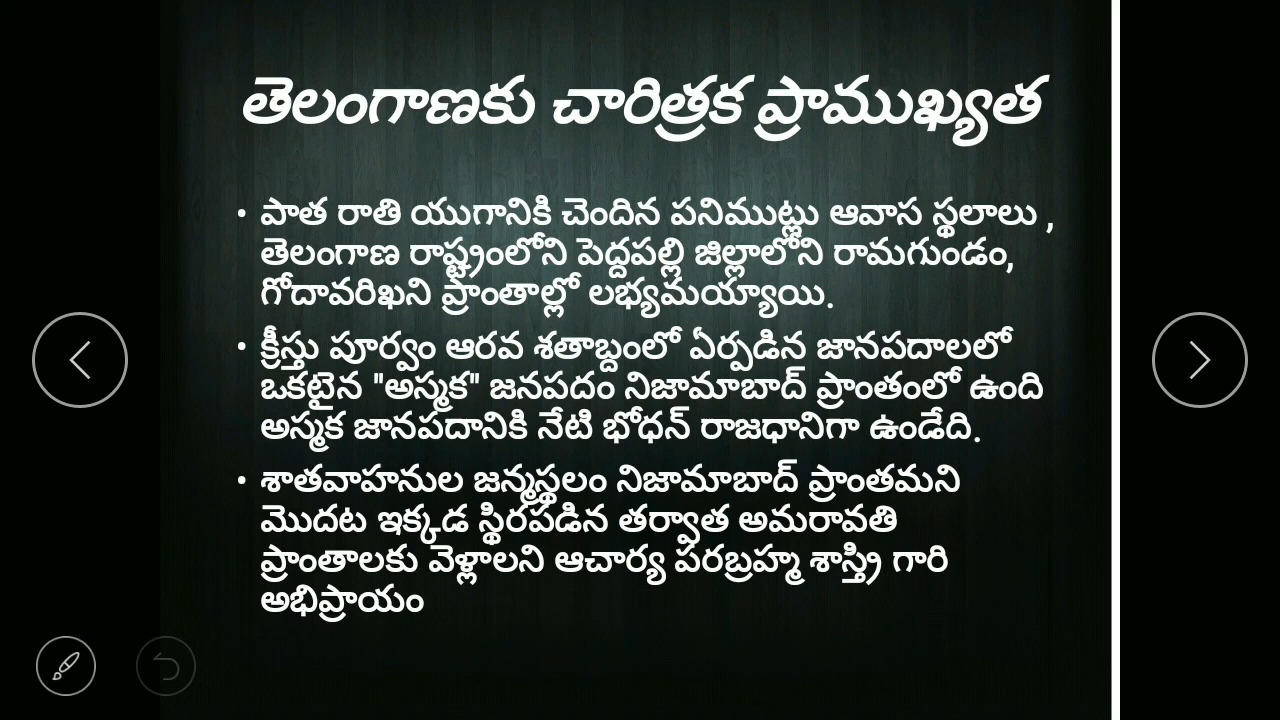 తెలంగాణకు చారిత్రక ప్రాముఖ్యత
• పాత రాతి యుగానికి చెందిన పనిముట్లు ఆవాస స్థలాలు ,
తెలంగాణ రాష్ట్రంలోని పెద్దపల్లి జిల్లాలోని రామగుండం,
గోదావరిఖని ప్రాంతాల్లో లభ్యమయ్యాయి.
• క్రీస్తు పూర్వం ఆరవ శతాబ్దంలో ఏర్పడిన జానపదాలలో
ఒకటైన "అస్మక" జనపదం నిజామాబాద్ ప్రాంతంలో ఉంది
అస్మక జానపదానికి నేటి భోధన్ రాజధానిగా ఉండేది.
• శాతవాహనుల జన్మస్థలం నిజామాబాద్ ప్రాంతమని
మొదట ఇక్కడ స్థిరపడిన తర్వాత అమరావతి
ప్రాంతాలకు వెళ్లాలని ఆచార్య పరబ్రహ్మ శాస్త్రి గారి
అభిప్రాయం